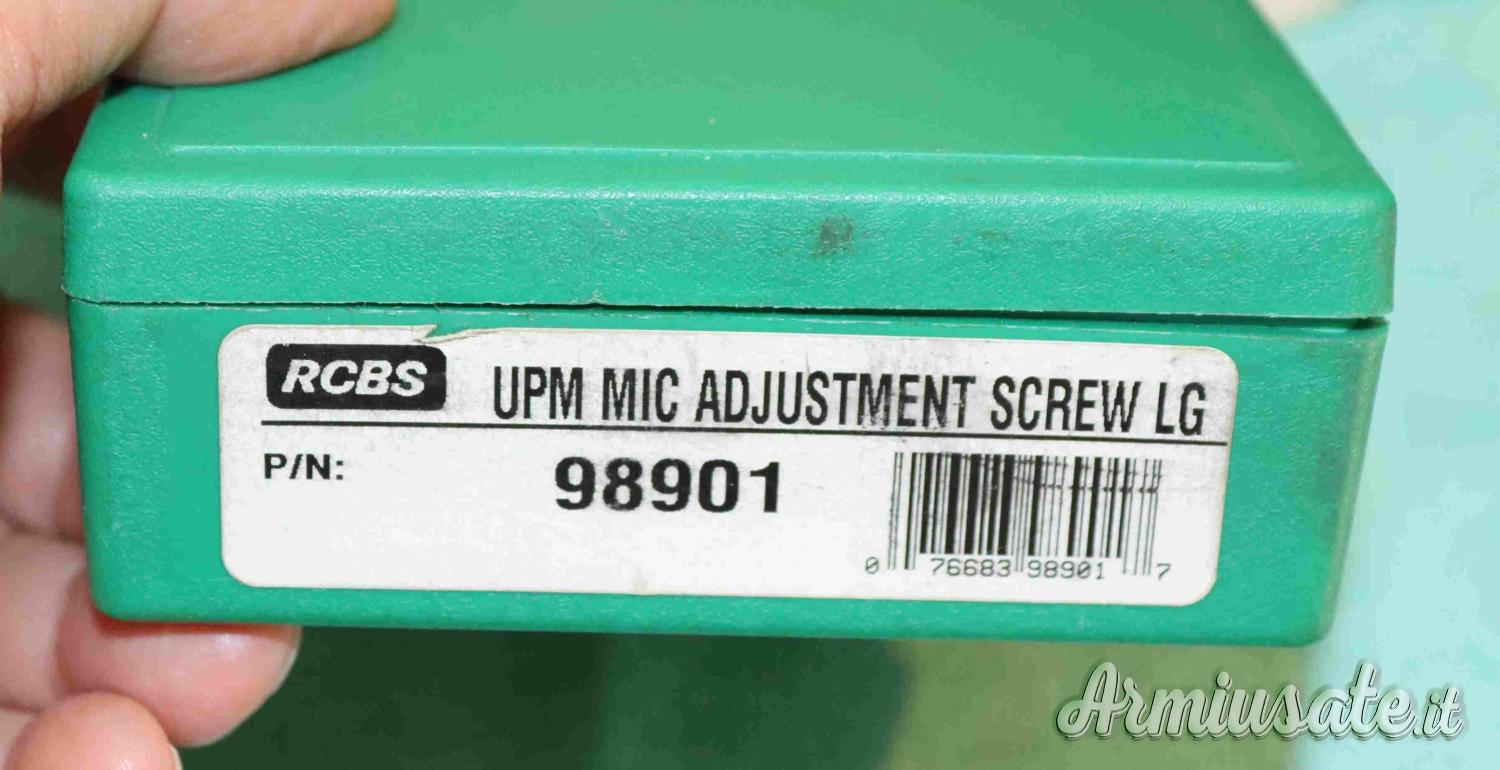 RCBS
UPM MIC ADJUSTMENT SCREW LG
P/N: 98901
0 76683 98901 7
Armiusate.it